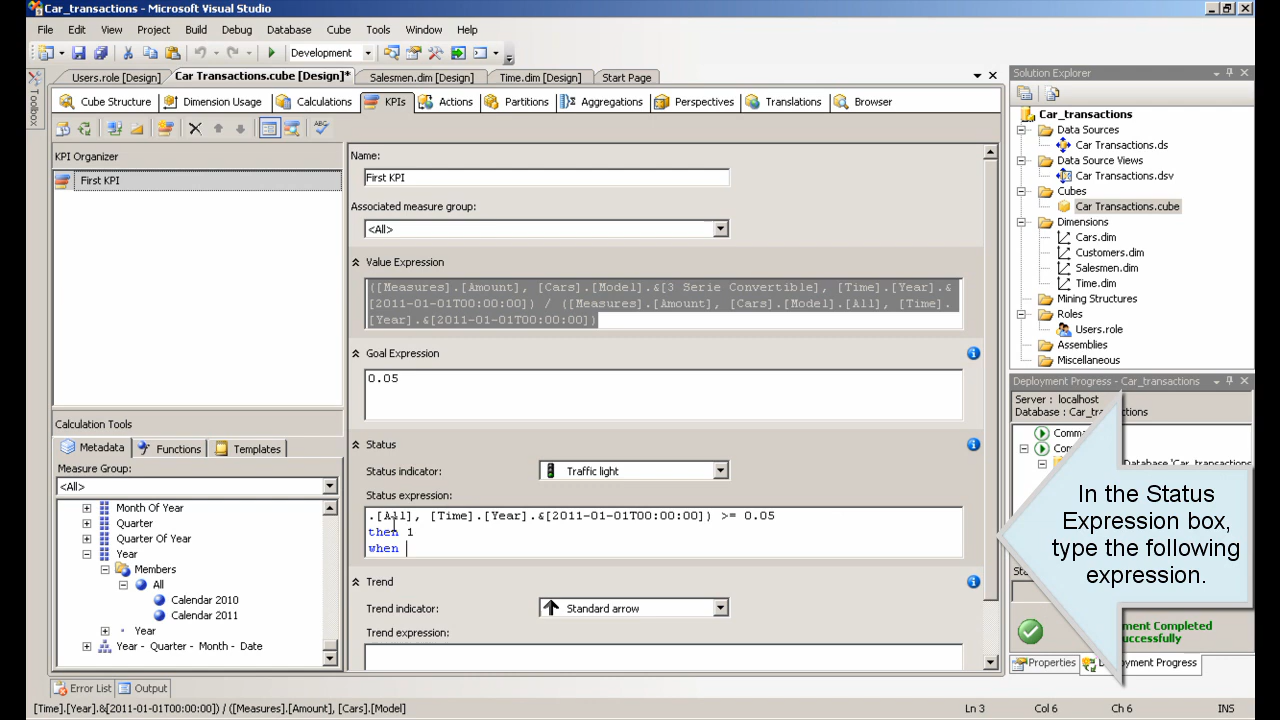 Car_transactions - Microsoft Visual Studio
File Edit View Project Build Debug Database Cube Tools Window Help
Development
Users.role [Design] Car Transactions.cube [Design]* Salesmen.dim [Design] Time.dim [Design] Start Page
Toolbox
Cube Structure Dimension Usage Calculations KPIs Actions Partitions Aggregations Perspectives Translations Browser
KPI Organizer
First KPI
Calculation Tools
Metadata Functions Templates
Measure Group:
<All>
Month Of Year
Quarter
Quarter Of Year
Year
Members
All
Calendar 2010
Calendar 2011
Year
Year - Quarter - Month - Date
Name:
First KPI
Associated measure group:
<All>
Value Expression
([Measures].[Amount], [Cars].[Model].&[3 Serie Convertible], [Time].[Year].&
[2011-01-01T00:00:00]) / ([Measures].[Amount], [Cars].[Model].[All], [Time].
[Year].&[2011-01-01T00:00:00])
Goal Expression
0.05
Status
Status indicator: Traffic light
Status expression:
.[All], [Time].[Year].&[2011-01-01T00:00:00]) >= 0.05
then 1
when
Trend
Trend indicator: Standard arrow
Trend expression:
Solution Explorer
Car_transactions
Data Sources
Car Transactions.ds
Data Source Views
Car Transactions.dsv
Cubes
Car Transactions.cube
Dimensions
Cars.dim
Customers.dim
Salesmen.dim
Time.dim
Mining Structures
Roles
Users.role
Assemblies
Miscellaneous
Deployment Progress - Car_transactions
Server : localhost
Database : Car_transactions
Database 'Car_transactions
In the Status
Expression box,
type the following
expression.
Properties Deployment Progress
Error List Output
[Time].[Year].&[2011-01-01T00:00:00]) / ([Measures].[Amount], [Cars].[Model] Ln 3 Col 6 Ch 6 INS